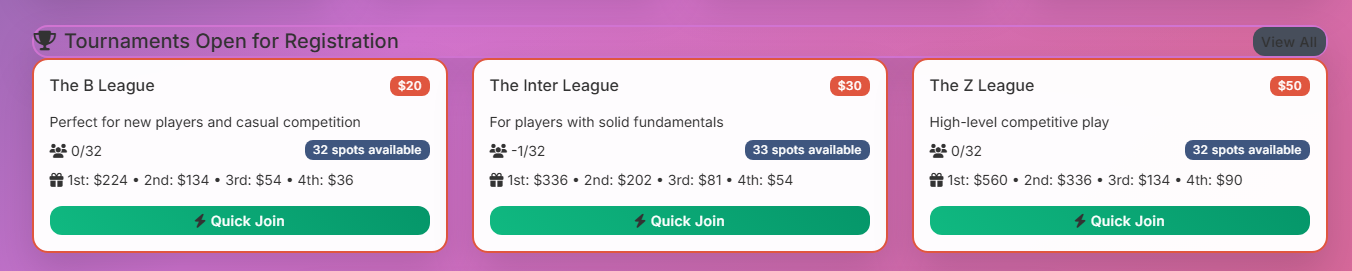 Tournaments Open for Registration
View All
The B League
$20
Perfect for new players and casual competition
0/32
32 spots available
1st: $224 • 2nd: $134 • 3rd: $54 • 4th: $36
Quick Join
The Inter League
$30
For players with solid fundamentals
-1/32
33 spots available
1st: $336 • 2nd: $202 • 3rd: $81 • 4th: $54
Quick Join
The Z League
$50
High-level competitive play
0/32
32 spots available
1st: $560 • 2nd: $336 • 3rd: $134 • 4th: $90
Quick Join